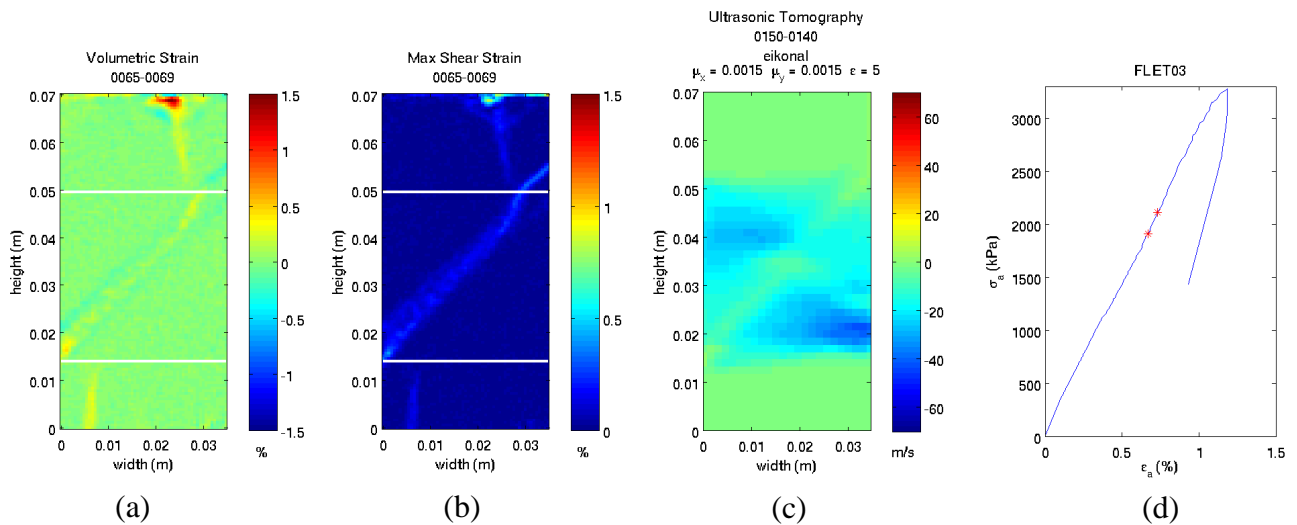 Volumetric Strain
0065-0069
0.07
0.06
0.05
0.04
0.03
0.02
0.01
0
height (m)
0 0.01 0.02 0.03
width (m)
1.5
1
0.5
0
-0.5
-1
-1.5
%
(a)
Max Shear Strain
0065-0069
0.07
0.06
0.05
0.04
0.03
0.02
0.01
0
height (m)
0 0.01 0.02 0.03
width (m)
1.5
1
0.5
0
%
(b)
Ultrasonic Tomography
0150-0140
eikonal
μx = 0.0015 μy = 0.0015 ε = 5
0.07
0.06
0.05
0.04
0.03
0.02
0.01
0
height (m)
0 0.01 0.02 0.03
width (m)
60
40
20
0
-20
-40
-60
m/s
(c)
FLET03
3000
2500
2000
1500
1000
500
0
σa (kPa)
0 0.5 1 1.5
εa (%)
(d)